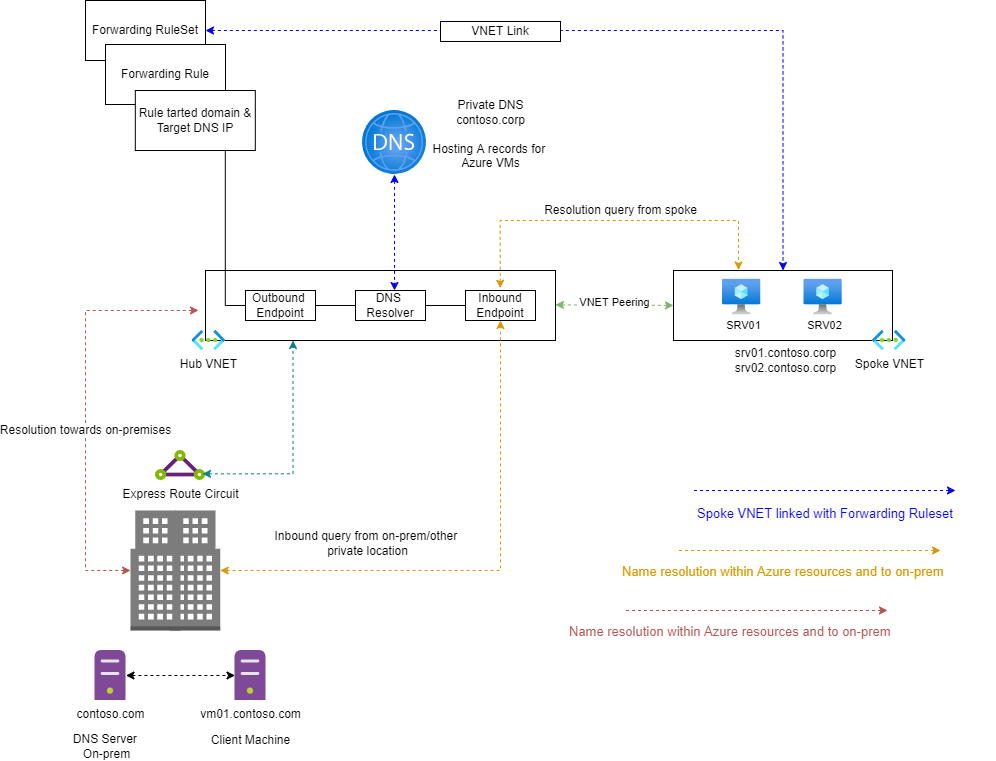 Forwarding RuleSet
VNET Link
Forwarding Rule
Rule tarted domain &
Target DNS IP
DNS
Private DNS
contoso.corp
Hosting A records for
Azure VMs
Resolution query from spoke
Outbound
Endpoint
DNS
Resolver
Inbound
Endpoint
VNET Peering
SRV01
SRV02
Hub VNET
srv01.contoso.corp
srv02.contoso.corp
Spoke VNET
Resolution towards on-premises
Express Route Circuit
Inbound query from on-prem/other
private location
Spoke VNET linked with Forwarding Ruleset
Name resolution within Azure resources and to on-prem
Name resolution within Azure resources and to on-prem
contoso.com
vm01.contoso.com
DNS Server
On-prem
Client Machine